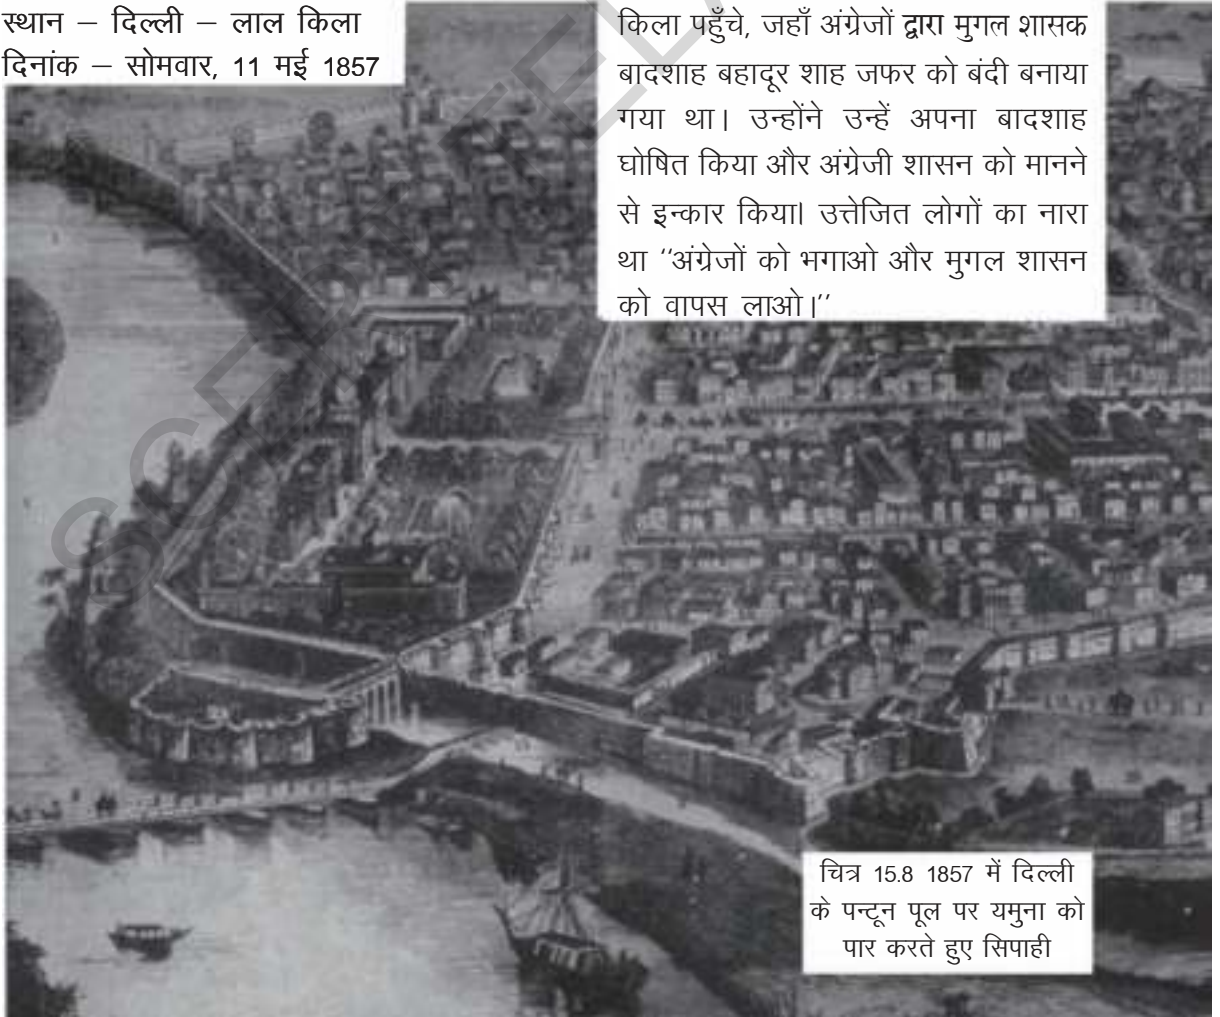 स्थान – दिल्ली – लाल किला
दिनांक – सोमवार, 11 मई 1857
किला पहुँचे, जहाँ अंग्रेजों द्वारा मुगल शासक
बादशाह बहादूर शाह जफर को बंदी बनाया
गया था। उन्होंने उन्हें अपना बादशाह
घोषित किया और अंग्रेजी शासन को मानने
से इन्कार किया। उत्तेजित लोगों का नारा
था ‘‘अंग्रेजों को भगाओ और मुगल शासन
को वापस लाओ।’’
चित्र 15.8 1857 में दिल्ली
के पन्टून पूल पर यमुना को
पार करते हुए सिपाही